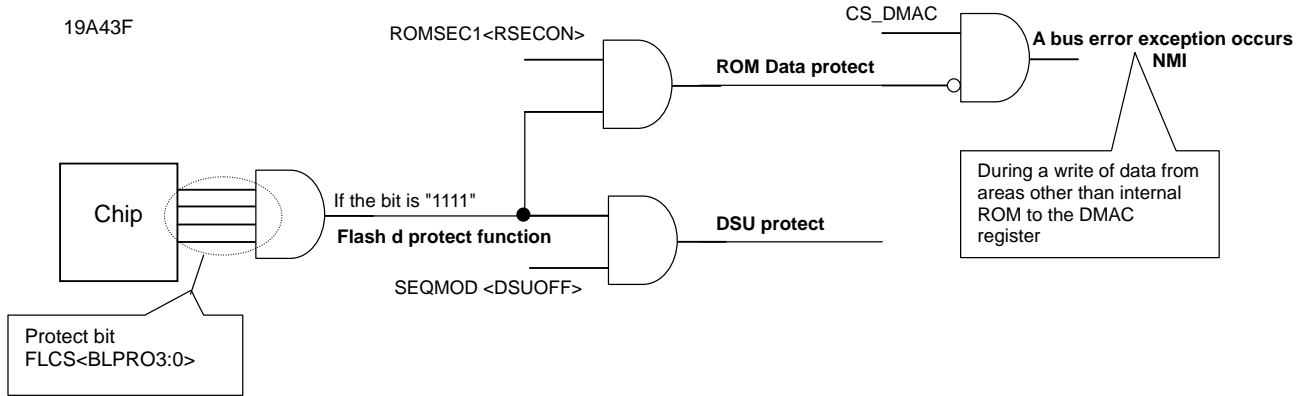 19A43F
ROMSEC1<RSECON>
CS_DMAC
A bus error exception occurs
NMI
ROM Data protect
During a write of data from
areas other than internal
ROM to the DMAC
register
Chip
If the bit is "1111"
Flash d protect function
DSU protect
SEQMOD <DSUOFF>
Protect bit
FLCS<BLPRO3:0>